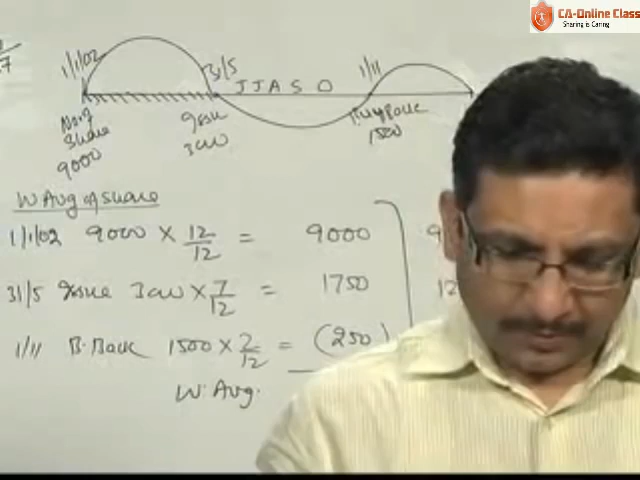 CA-Online Class
Sharing is Caring
1/1/02
31/5
J J A S O
1/11
No. of
Share
9000
Issue
3000
Buy Back
1500
W Avg of Share
1/1/02 9000 × 12/12 = 9000
31/5 Issue 3000 × 7/12 = 1750
1/11 B.Back 1500 × 2/12 = (250)
W. Avg.